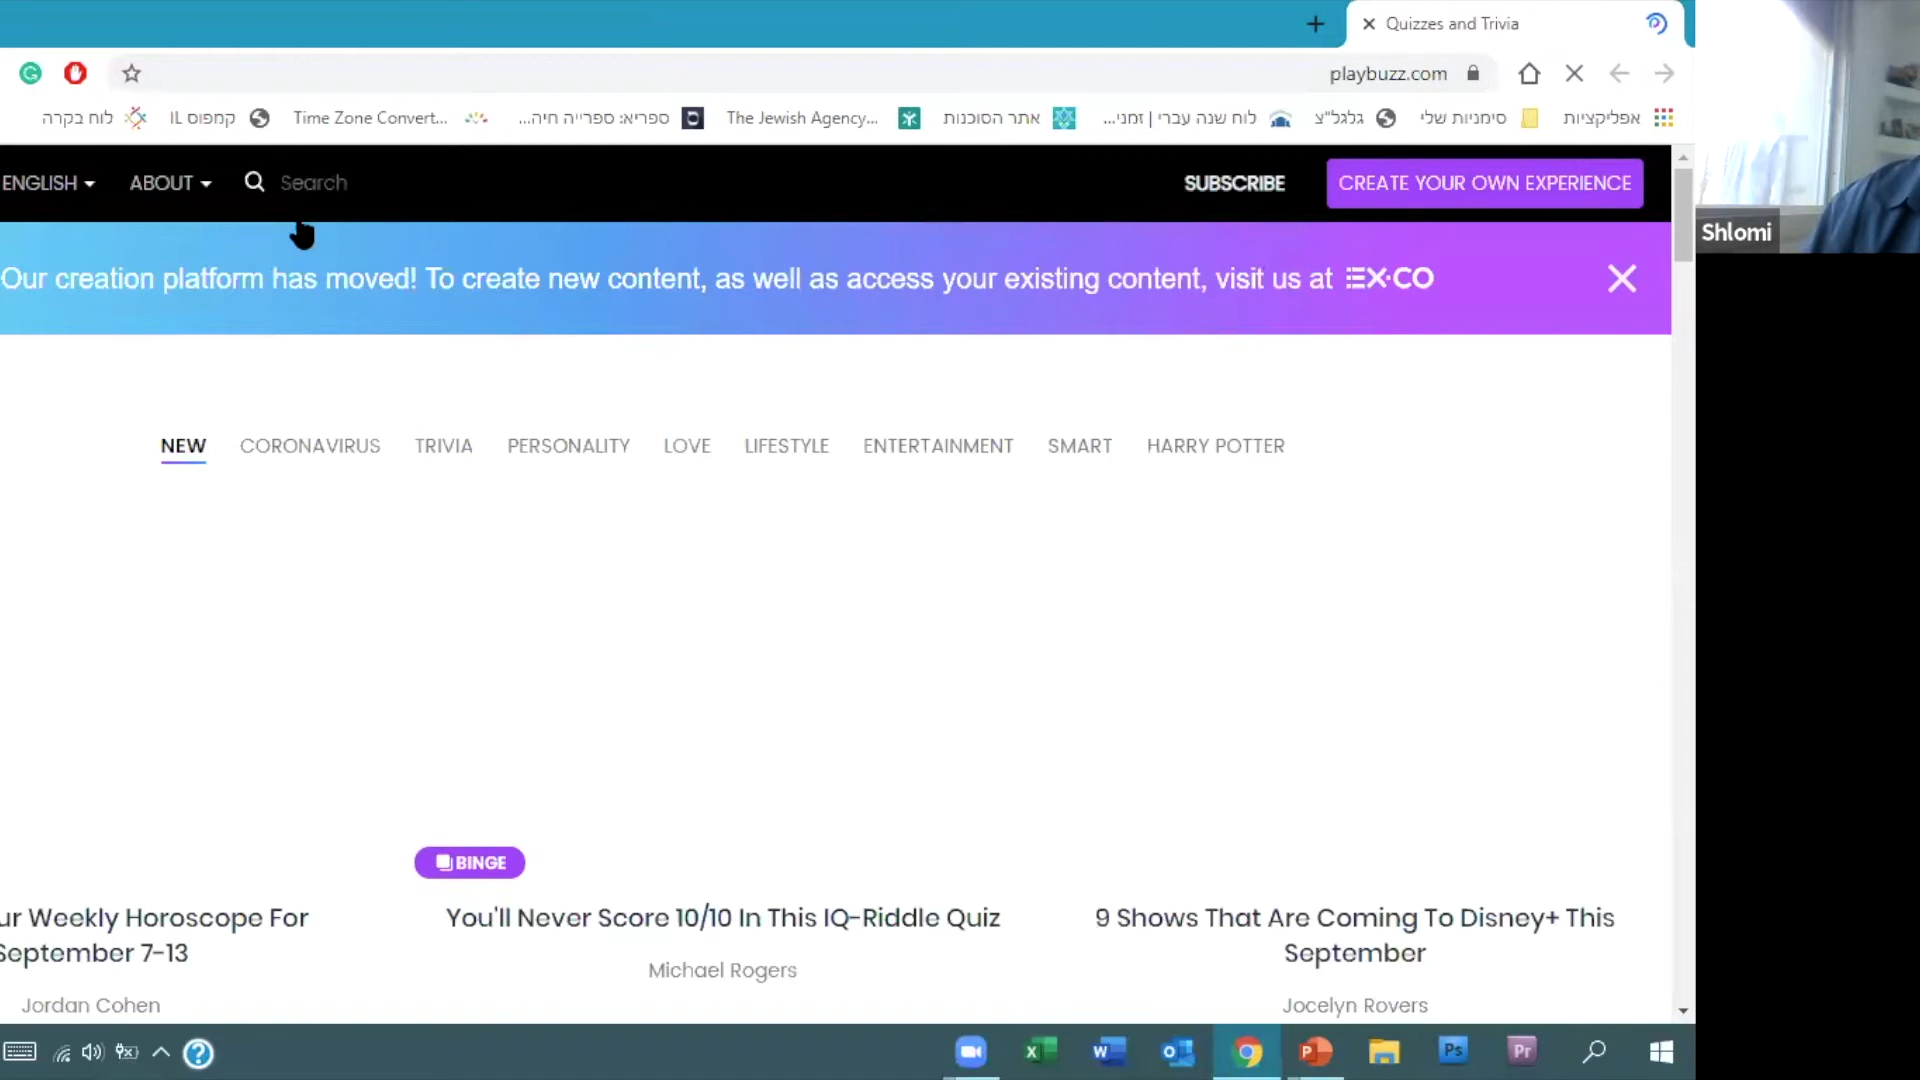 Quizzes and Trivia
playbuzz.com
אפליקציות סימניות שלי גלגל"צ לוח שנה עברי | זמני... אתר הסוכנות The Jewish Agency... ספריא: ספרייה חיה... Time Zone Convert... קמפוס IL לוח בקרה
ENGLISH ABOUT Search SUBSCRIBE CREATE YOUR OWN EXPERIENCE
Shlomi
Our creation platform has moved! To create new content, as well as access your existing content, visit us at EX·CO
NEW CORONAVIRUS TRIVIA PERSONALITY LOVE LIFESTYLE ENTERTAINMENT SMART HARRY POTTER
BINGE
ur Weekly Horoscope For
September 7-13
Jordan Cohen
You'll Never Score 10/10 In This IQ-Riddle Quiz
Michael Rogers
9 Shows That Are Coming To Disney+ This
September
Jocelyn Rovers